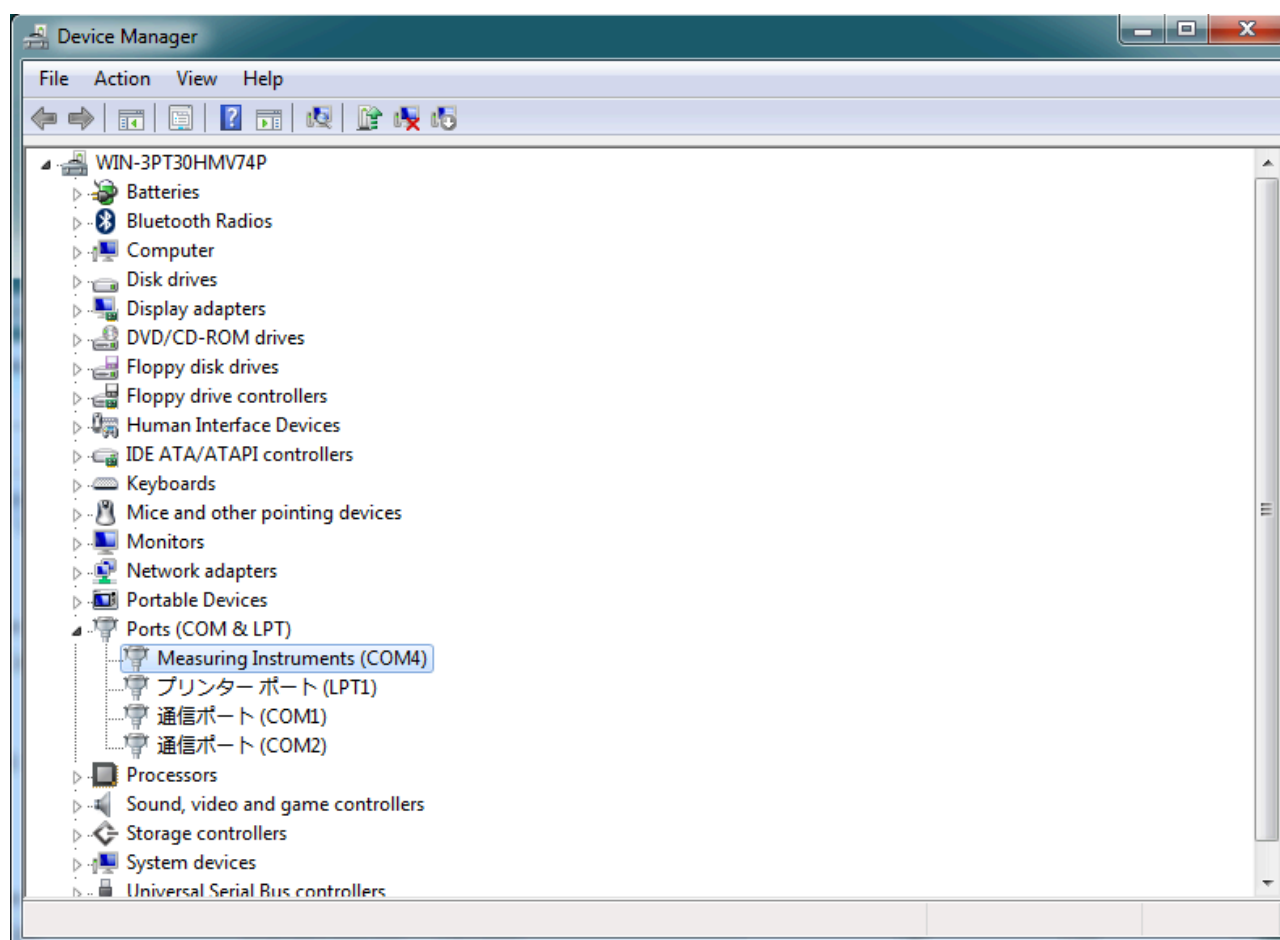 Device Manager
File Action View Help
WIN-3PT30HMV74P
Batteries
Bluetooth Radios
Computer
Disk drives
Display adapters
DVD/CD-ROM drives
Floppy disk drives
Floppy drive controllers
Human Interface Devices
IDE ATA/ATAPI controllers
Keyboards
Mice and other pointing devices
Monitors
Network adapters
Portable Devices
Ports (COM & LPT)
Measuring Instruments (COM4)
プリンター ポート (LPT1)
通信ポート (COM1)
通信ポート (COM2)
Processors
Sound, video and game controllers
Storage controllers
System devices
Universal Serial Bus controllers